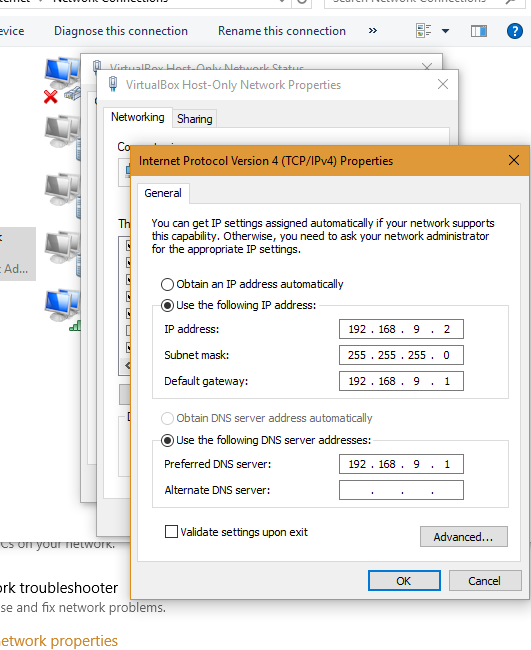 Network Connections
Search Network Connections
Diagnose this connection
Rename this connection
»
?
VirtualBox Host-Only Network Status
VirtualBox Host-Only Network Properties
Networking
Sharing
Internet Protocol Version 4 (TCP/IPv4) Properties
General
You can get IP settings assigned automatically if your network supports
this capability. Otherwise, you need to ask your network administrator
for the appropriate IP settings.
Obtain an IP address automatically
Use the following IP address:
IP address:
192 . 168 . 9 . 2
Subnet mask:
255 . 255 . 255 . 0
Default gateway:
192 . 168 . 9 . 1
Obtain DNS server address automatically
Use the following DNS server addresses:
Preferred DNS server:
192 . 168 . 9 . 1
Alternate DNS server:
. . .
Validate settings upon exit
Advanced...
OK
Cancel
t Ad...
Cs on your network.
rk troubleshooter
se and fix network problems.
etwork properties